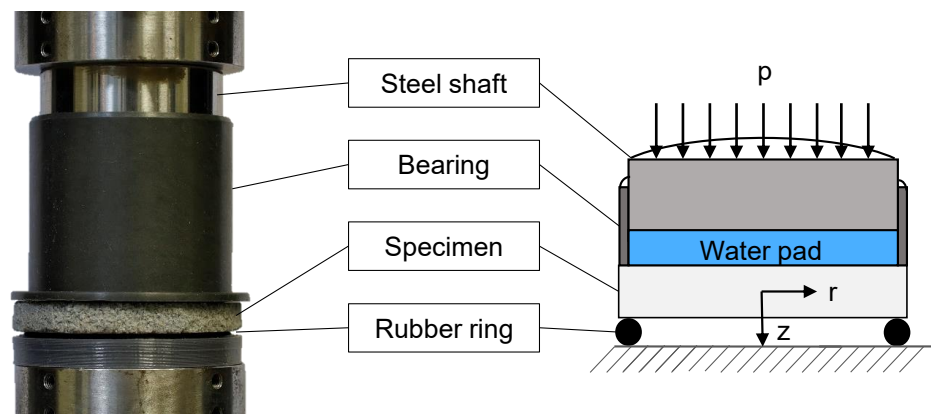 Steel shaft
Bearing
Specimen
Rubber ring
p
Water pad
r
z